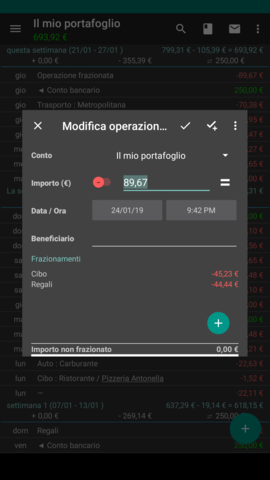 Il mio portafoglio
693,92 €
questa settimana (21/01 - 27/01) 799,31 € - 105,39 € = 693,92 €
+ 0,00 € - 355,39 € ⇄ 250,00 €
gio Operazione frazionata -89,67 €
gio ◄ Conto bancario 250,00 €
gio Trasporto : Metropolitana -70,38 €
Modifica operazion…
Conto Il mio portafoglio
Importo (€) 89,67
Data / Ora 24/01/19 9:42 PM
Beneficiario
Frazionamenti
Cibo -45,23 €
Regali -44,44 €
Importo non frazionato 0,00 €
lun Auto : Carburante -22,63 €
lun Cibo : Ristorante / Pizzeria Antonella -1,52 €
lun — -22,11 €
settimana 1 (07/01 - 13/01) 637,29 € - 19,14 € = 618,15 €
+ 0,00 € - 269,14 € ⇄ 250,00 €
dom Regali
ven ◄ Conto bancario 250,00 €